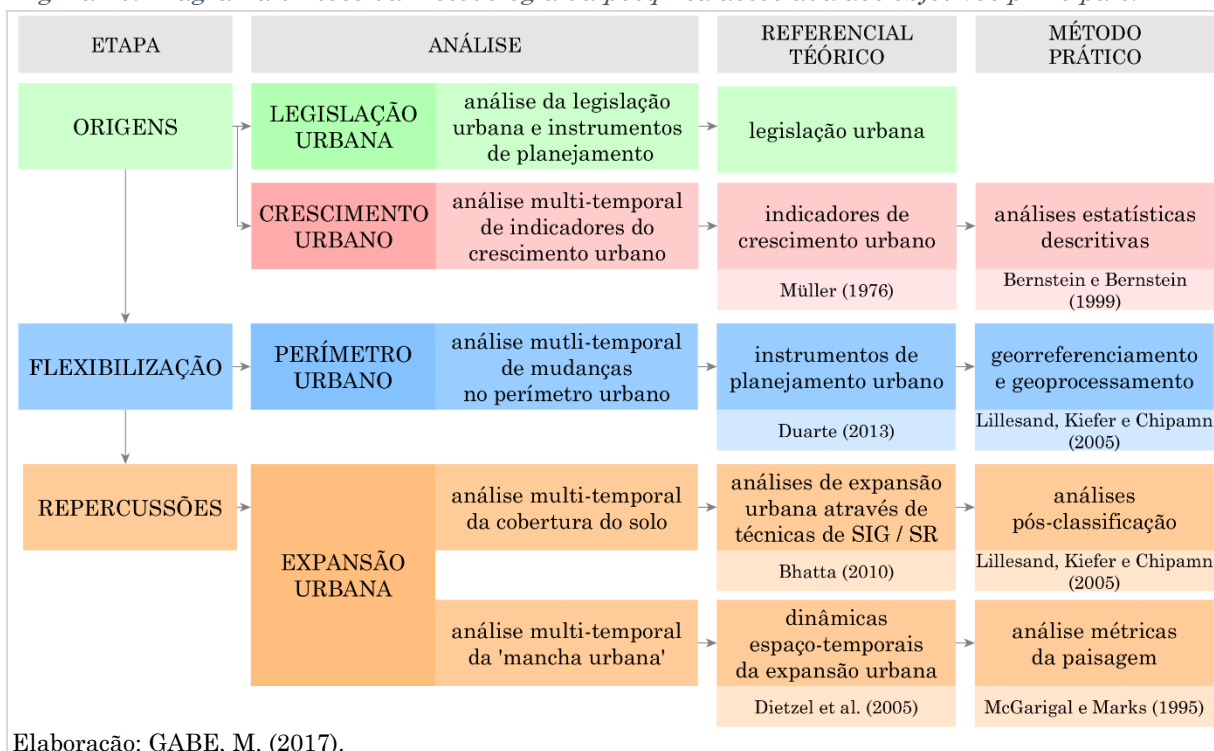 ETAPA
ANÁLISE
REFERENCIAL
TÉORICO
MÉTODO
PRÁTICO
ORIGENS
LEGISLAÇÃO
URBANA
análise da legislação
urbana e instrumentos
de planejamento
legislação urbana
CRESCIMENTO
URBANO
análise multi-temporal
de indicadores do
crescimento urbano
indicadores de
crescimento urbano
Müller (1976)
análises estatísticas
descritivas
Bernstein e Bernstein
(1999)
FLEXIBILIZAÇÃO
PERÍMETRO
URBANO
análise mutli-temporal
de mudanças
no perímetro urbano
instrumentos de
planejamento urbano
Duarte (2013)
georreferenciamento
e geoprocessamento
Lillesand, Kiefer e Chipamn
(2005)
REPERCUSSÕES
EXPANSÃO
URBANA
análise multi-temporal
da cobertura do solo
análises de expansão
urbana através de
técnicas de SIG / SR
Bhatta (2010)
análises
pós-classificação
Lillesand, Kiefer e Chipamn
(2005)
análise multi-temporal
da 'mancha urbana'
dinâmicas
espaço-temporais
da expansão urbana
Dietzel et al. (2005)
análise métricas
da paisagem
McGarigal e Marks (1995)
Elaboração: GABE, M. (2017).